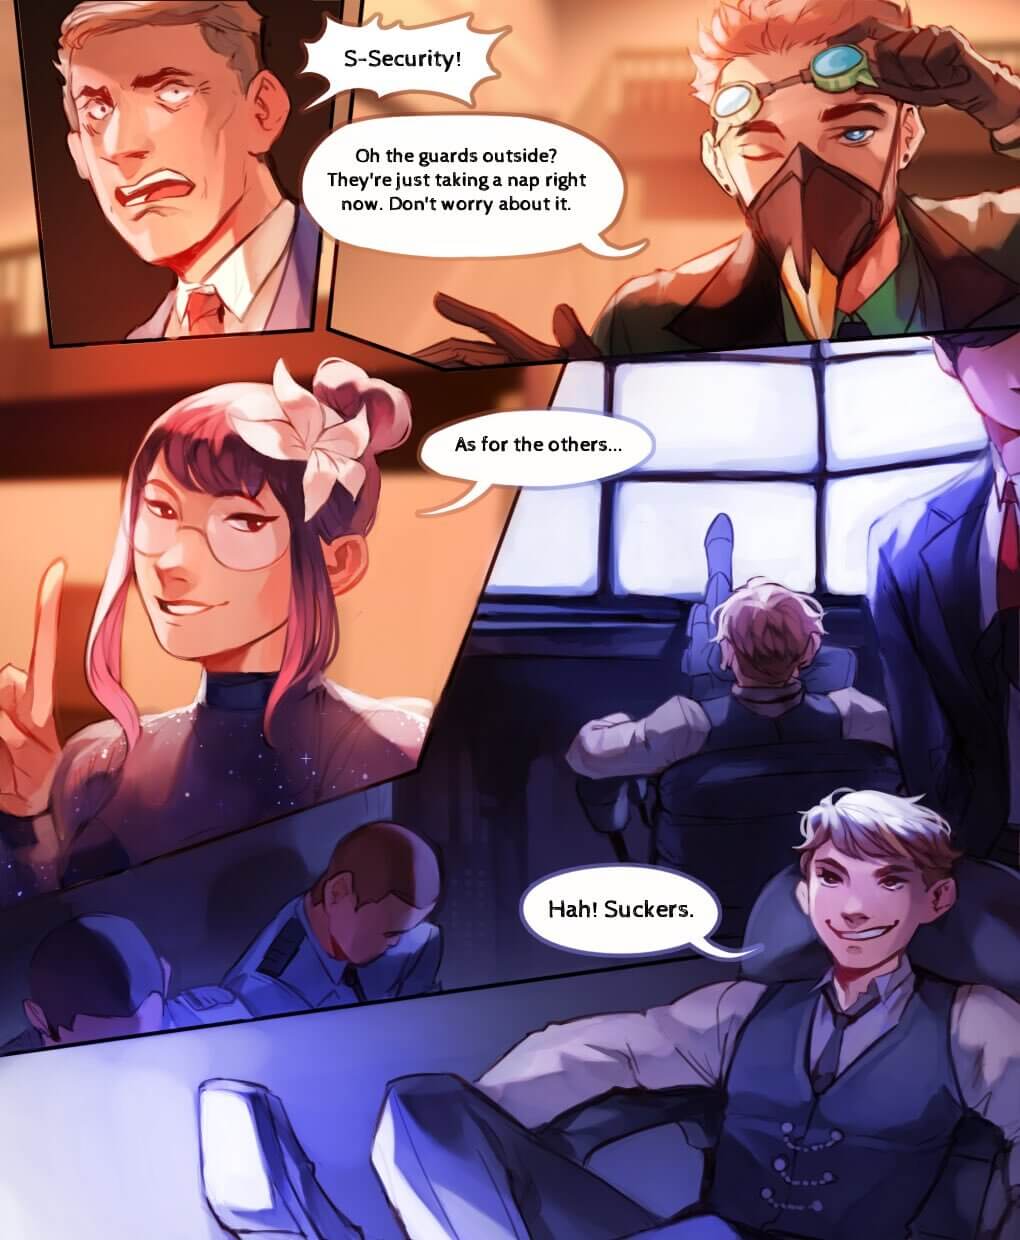 S-Security!
Oh the guards outside?
They're just taking a nap right
now. Don't worry about it.
As for the others...
Hah! Suckers.